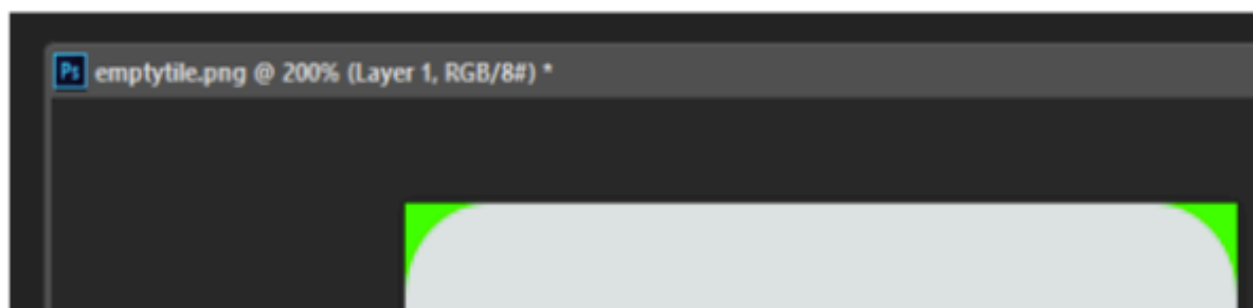 Ps emptytile.png @ 200% (Layer 1, RGB/8#) *